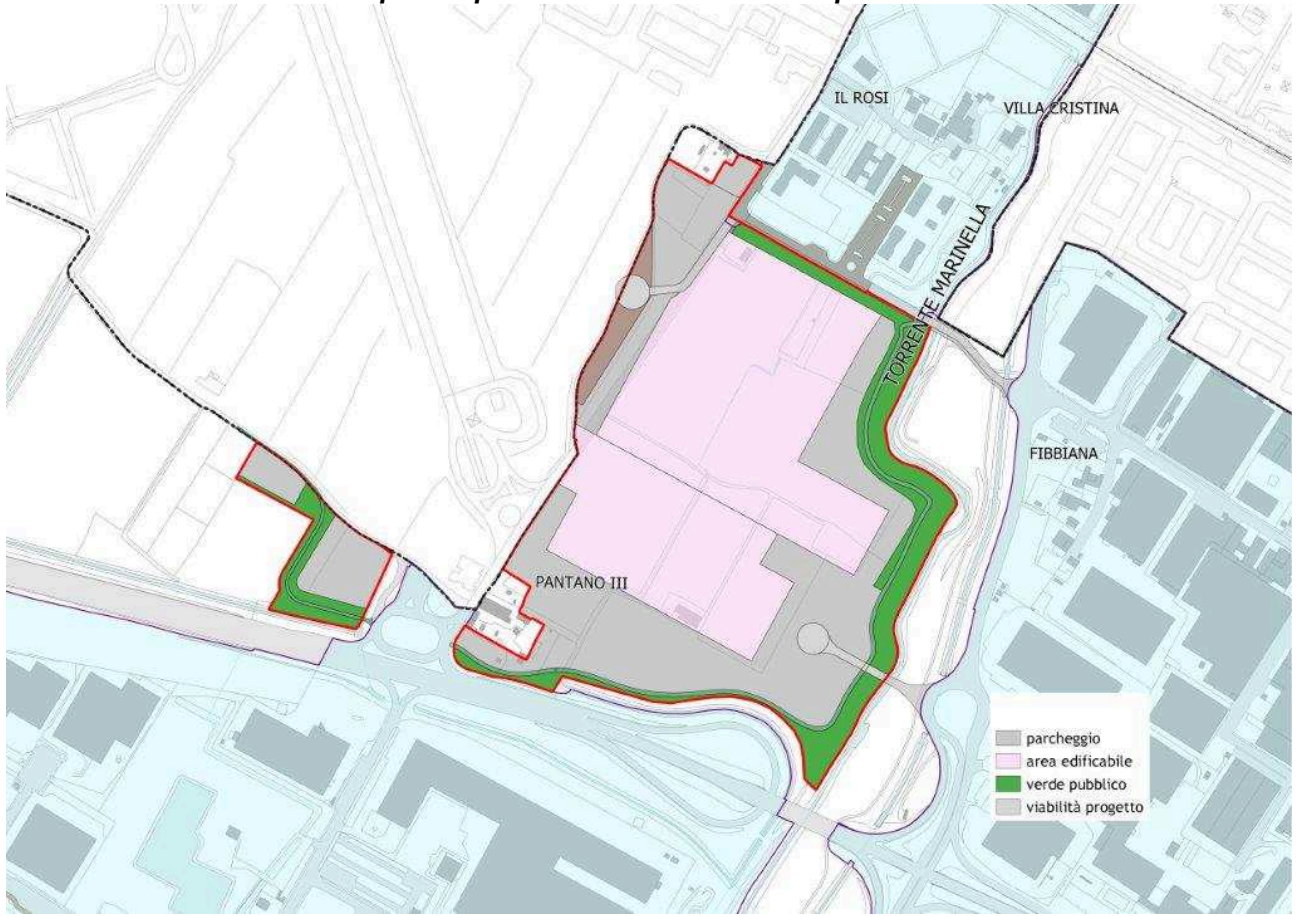 IL ROSI
VILLA CRISTINA
TORRENTE MARINELLA
FIBBIANA
PANTANO III
parcheggio
area edificabile
verde pubblico
viabilità progetto